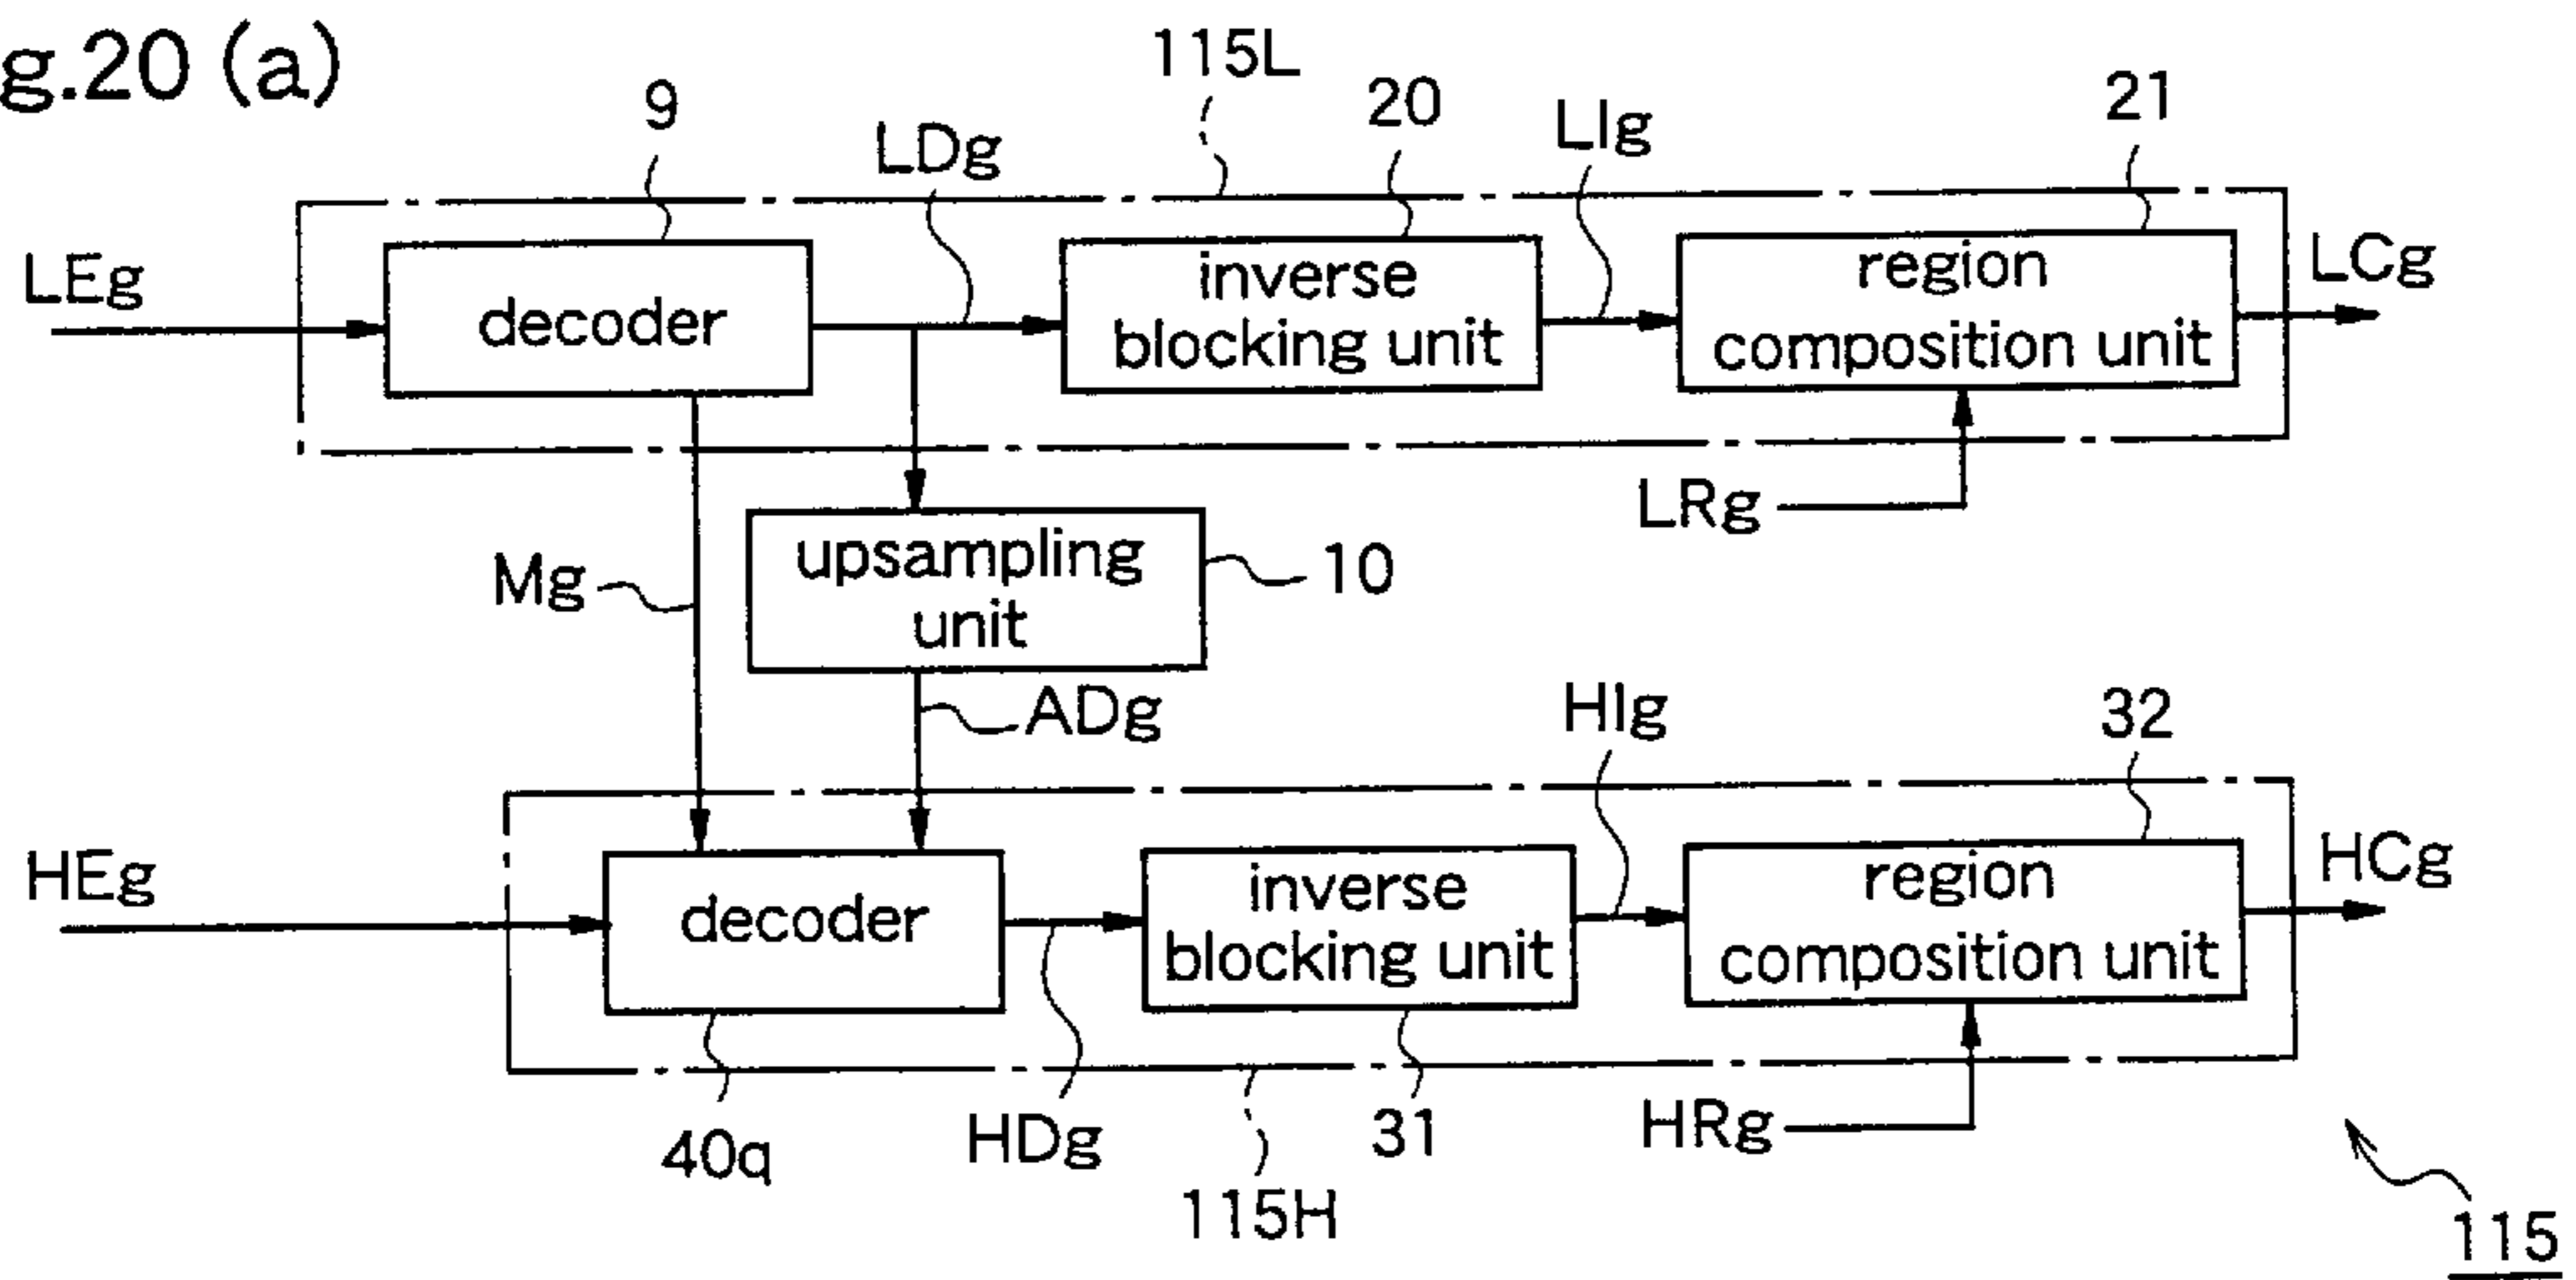 g.20 (a)
115L
9
20
21
LDg
LIg
LEg
decoder
inverse
blocking unit
region
composition unit
LCg
LRg
Mg
upsampling
unit
10
ADg
HIg
32
HEg
decoder
inverse
blocking unit
region
composition unit
HCg
40q
HDg
31
HRg
115H
115